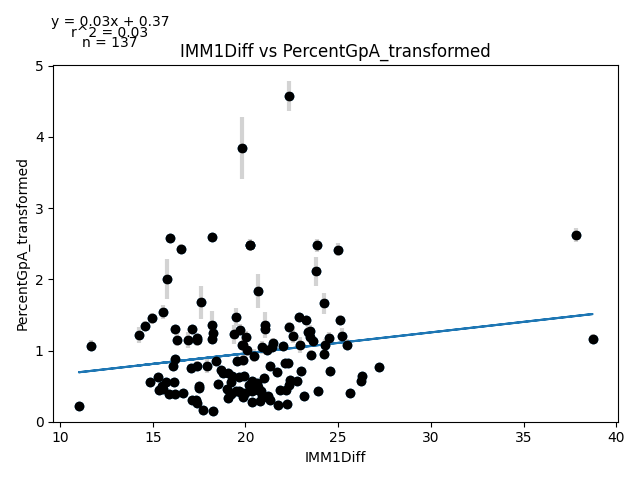 y = 0.03x + 0.37
r^2 = 0.03
n = 137
IMM1Diff vs PercentGpA_transformed
5
4
3
2
1
0
PercentGpA_transformed
10 15 20 25 30 35 40
IMM1Diff